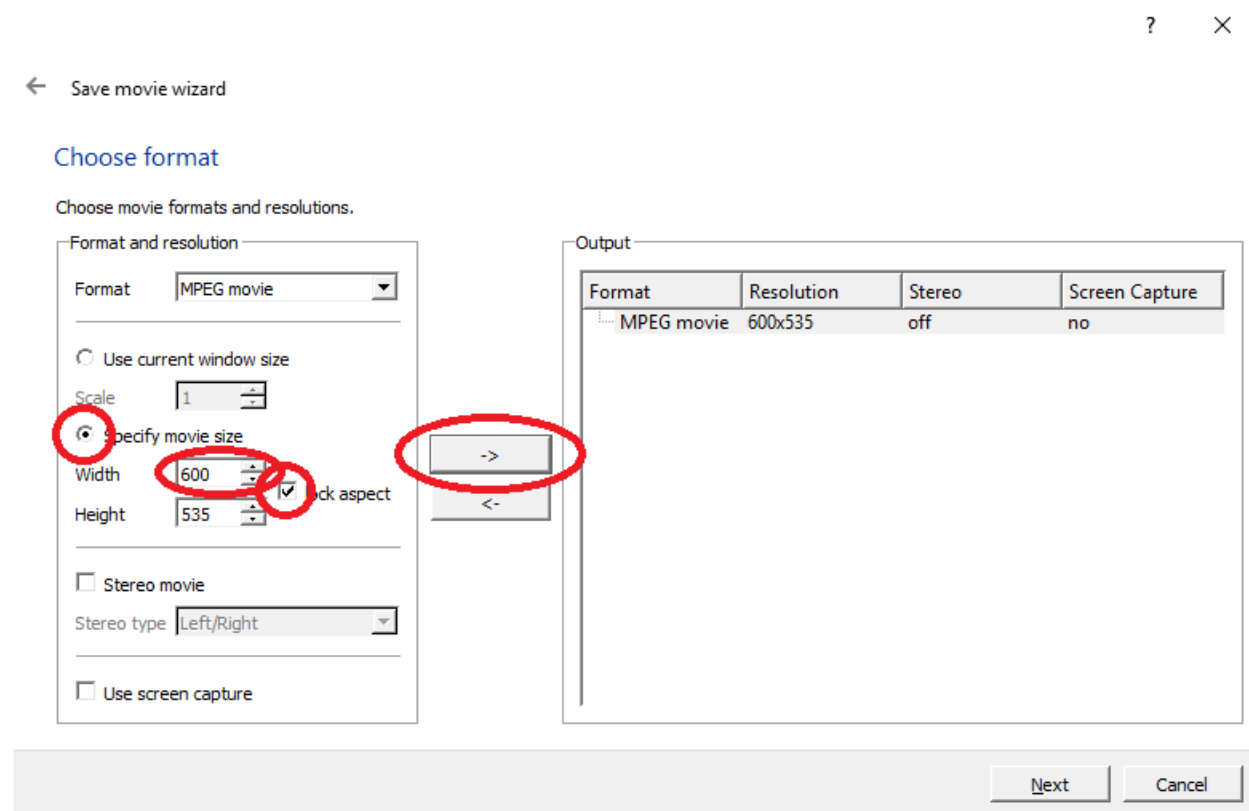 ?
Save movie wizard
Choose format
Choose movie formats and resolutions.
Format and resolution
Format MPEG movie
Use current window size
Scale 1
Specify movie size
Width 600
lock aspect
Height 535
Stereo movie
Stereo type Left/Right
Use screen capture
->
<-
Output
Format Resolution Stereo Screen Capture
MPEG movie 600x535 off no
Next Cancel